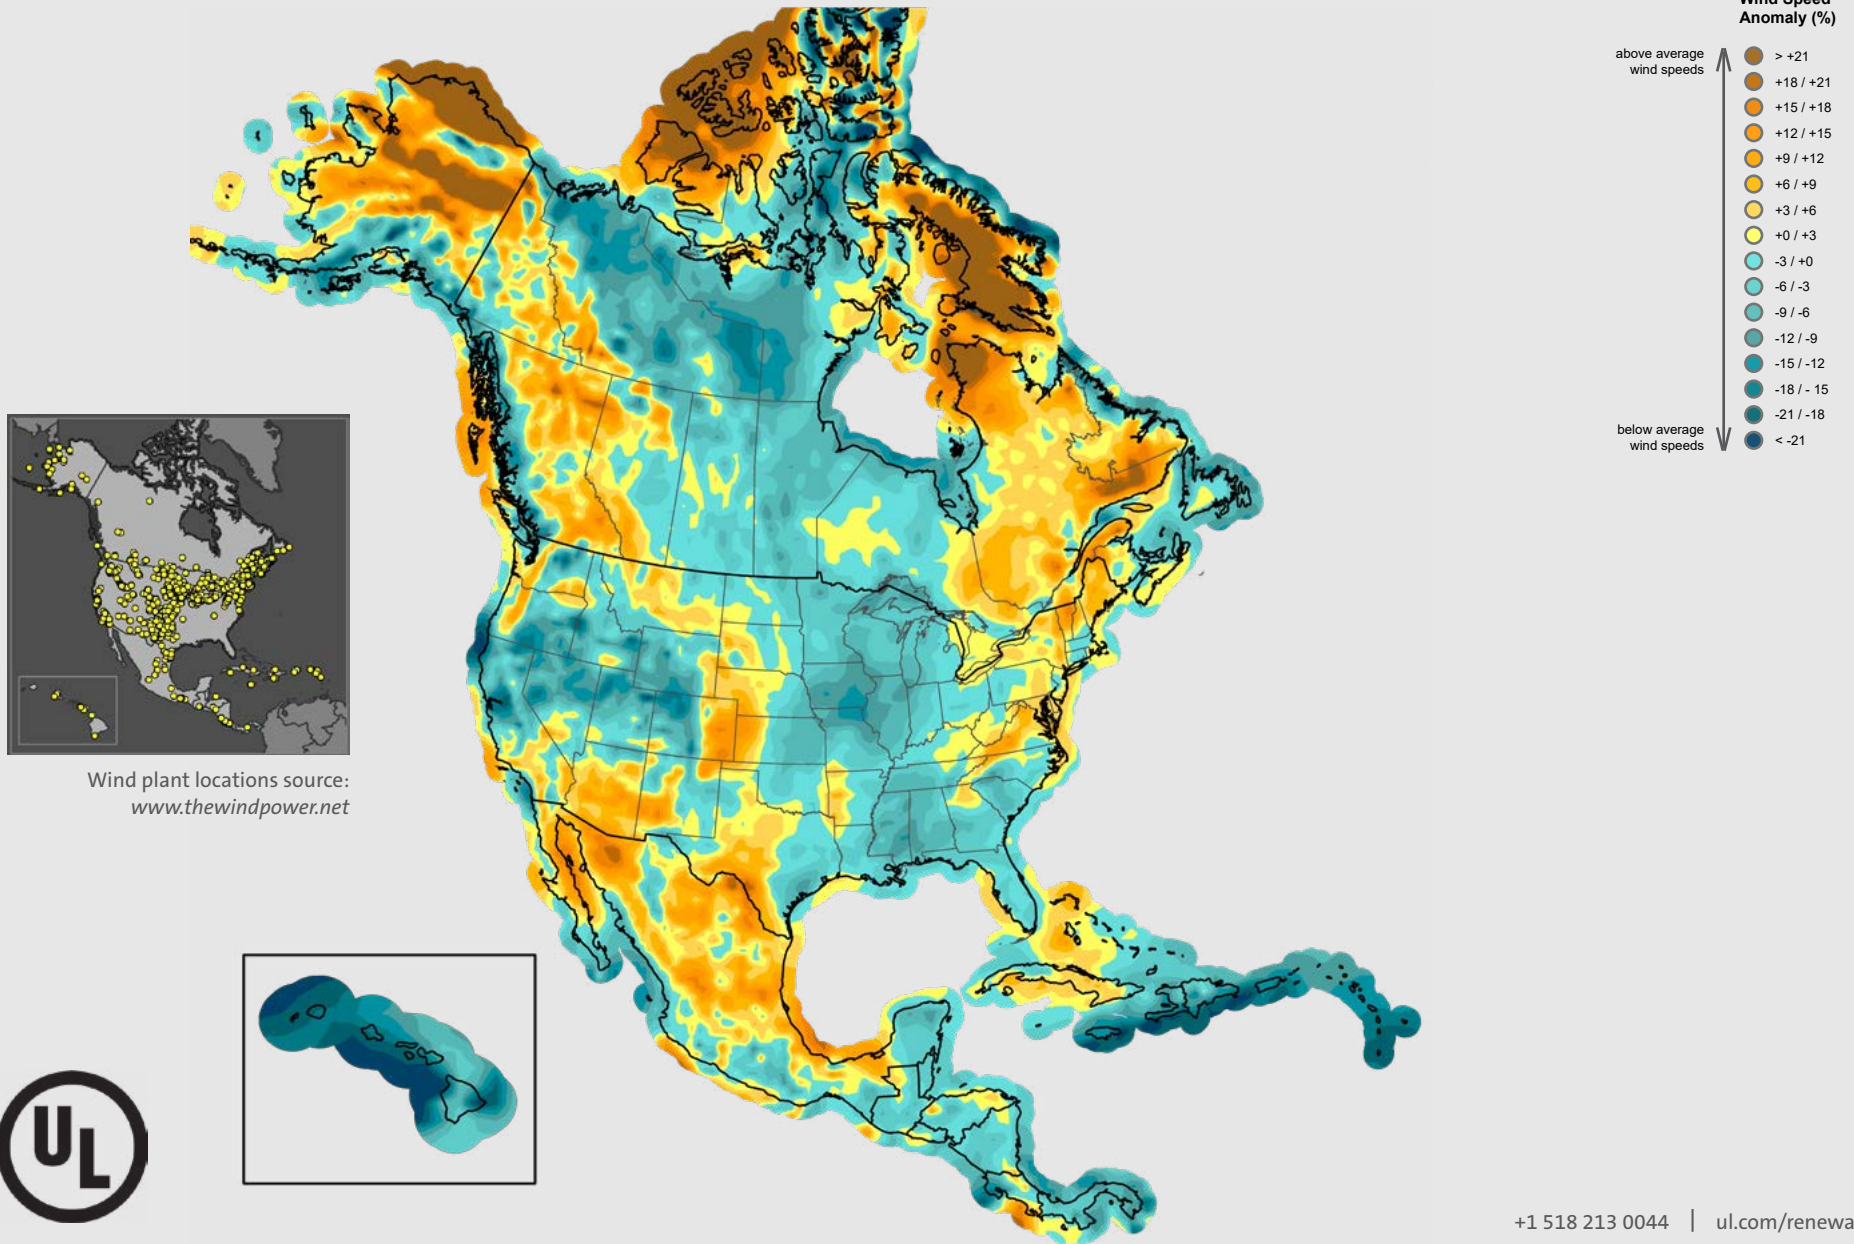 Wind Speed
Anomaly (%)
above average
wind speeds
> +21
+18 / +21
+15 / +18
+12 / +15
+9 / +12
+6 / +9
+3 / +6
+0 / +3
-3 / +0
-6 / -3
-9 / -6
-12 / -9
-15 / -12
-18 / - 15
-21 / -18
< -21
below average
wind speeds
Wind plant locations source:
www.thewindpower.net
UL
+1 518 213 0044 | ul.com/renewa